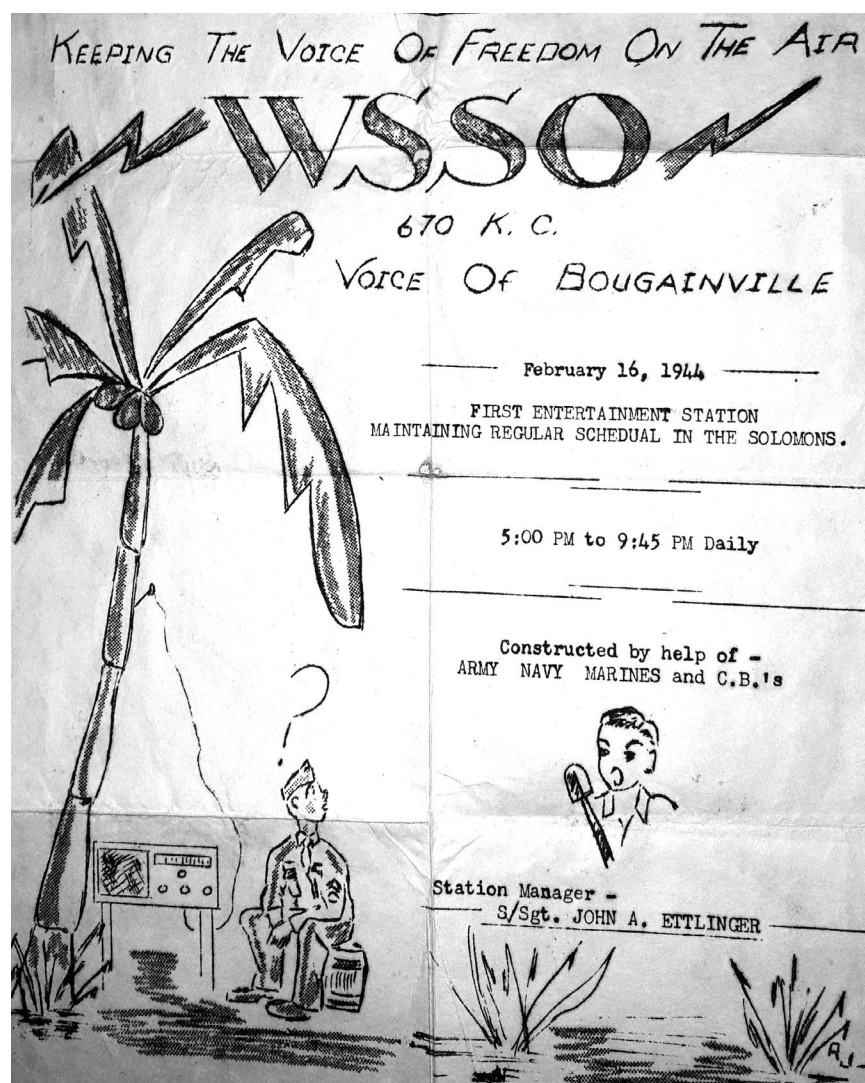 KEEPING THE VOICE OF FREEDOM ON THE AIR
WSSO
670 K. C.
VOICE OF BOUGAINVILLE
February 16, 1944
FIRST ENTERTAINMENT STATION
MAINTAINING REGULAR SCHEDUAL IN THE SOLOMONS.
5:00 PM to 9:45 PM Daily
Constructed by help of -
ARMY NAVY MARINES and C.B.'s
?
Station Manager -
S/Sgt. JOHN A. ETTLINGER